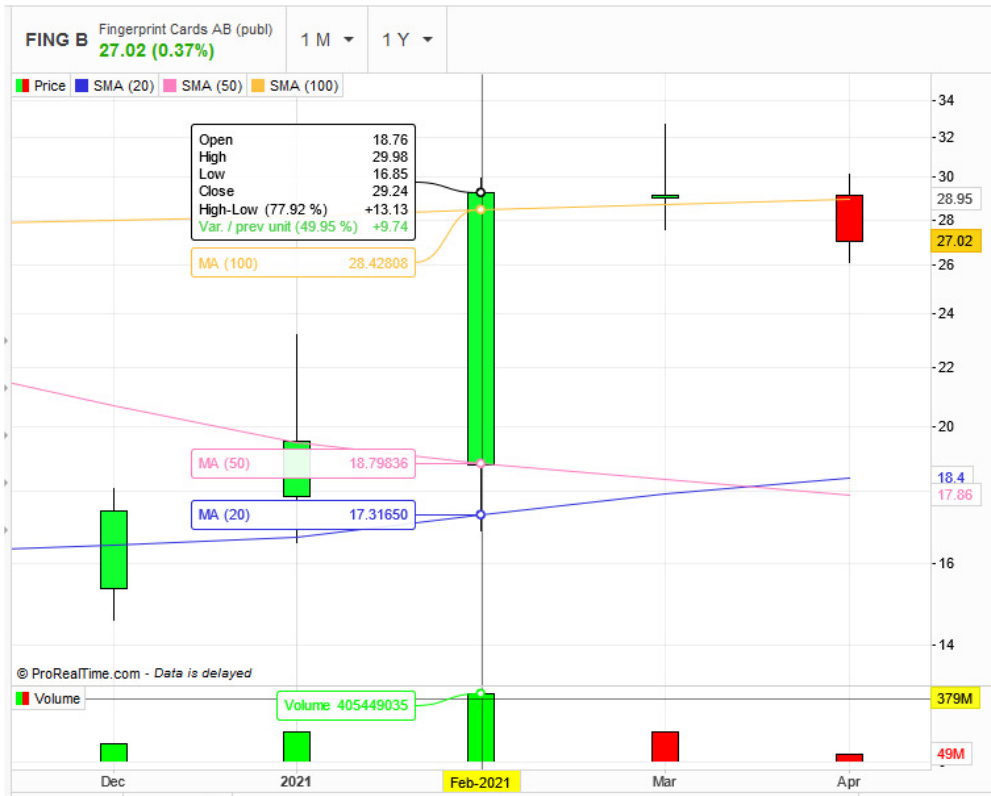 FING B Fingerprint Cards AB (publ) 1 M 1 Y
27.02 (0.37%)
Price SMA (20) SMA (50) SMA (100)
34
Open 18.76
High 29.98
Low 16.85
Close 29.24
High-Low (77.92 %) +13.13
Var. / prev unit (49.95 %) +9.74
MA (100) 28.42808
32
30
28.95
28
27.02
26
24
22
20
MA (50) 18.79836
18.4
17.86
MA (20) 17.31650
16
14
© ProRealTime.com - Data is delayed
Volume
Volume 405449035
379M
49M
Dec 2021 Feb-2021 Mar Apr